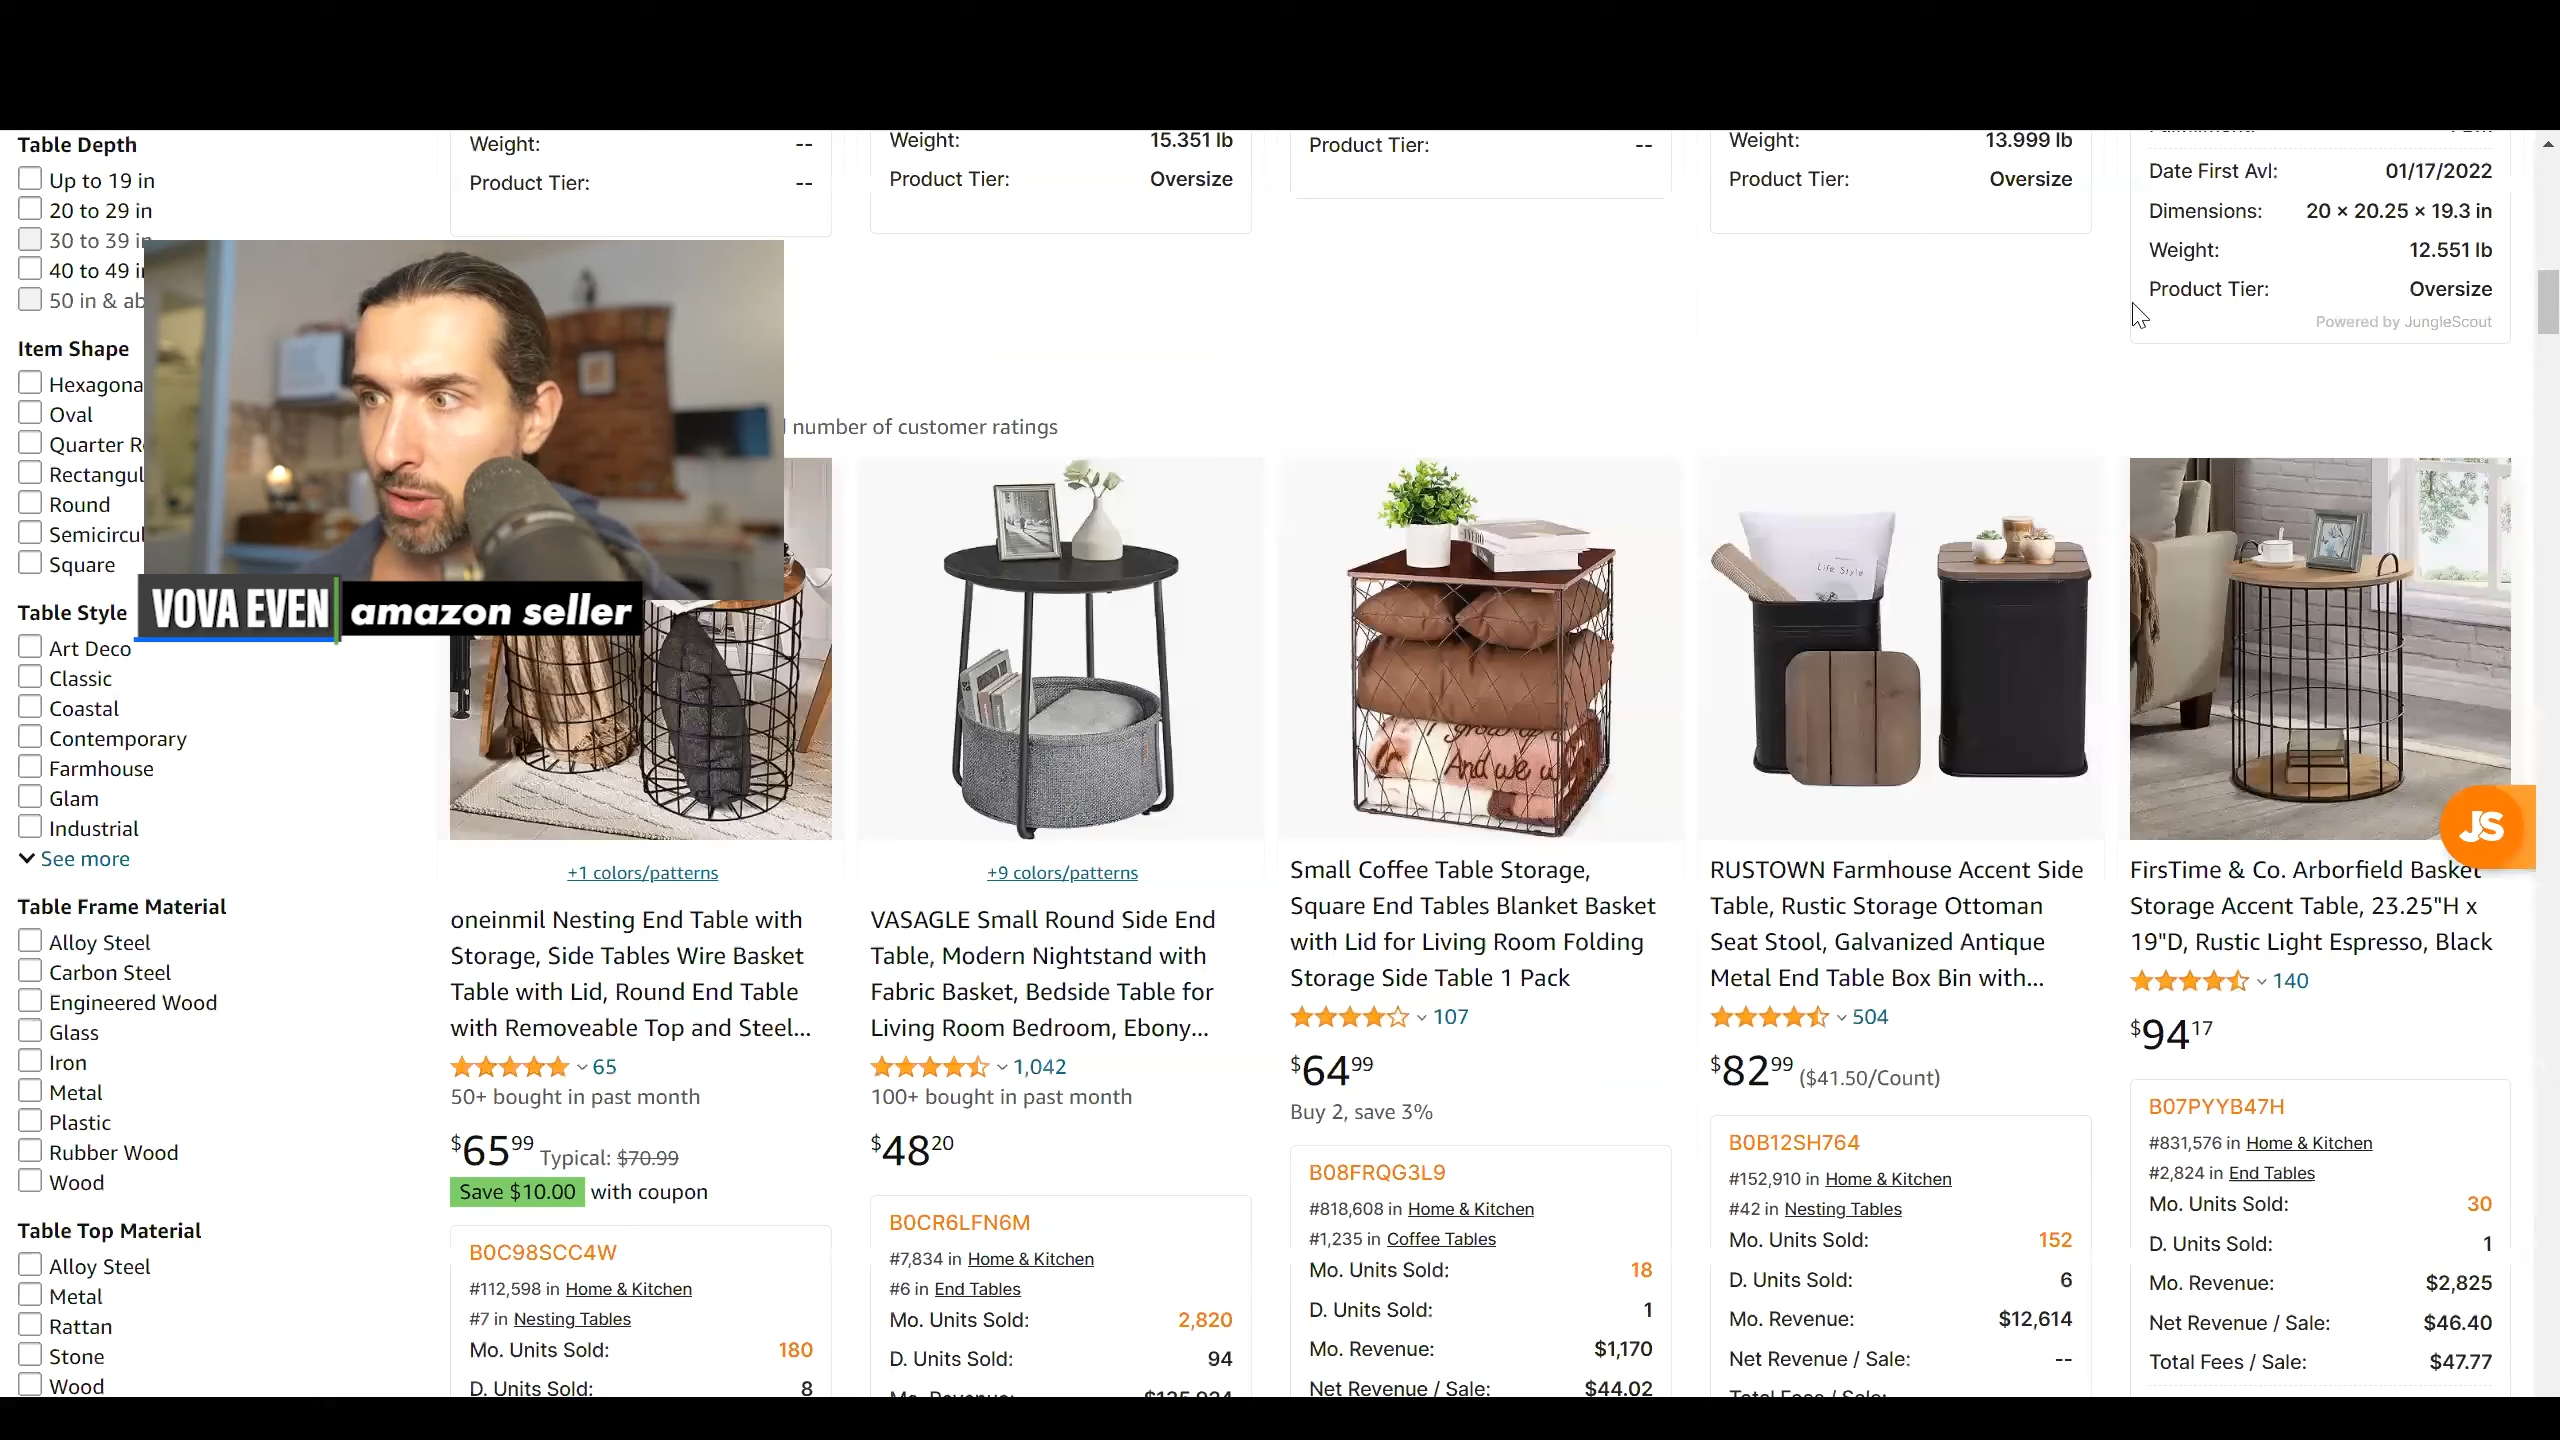 Table Depth
Up to 19 in
20 to 29 in
30 to 39 in
40 to 49
50 in &
Item Shape
Oval
Round
Square
Table Style
Art Deco
Classic
Coastal
Contemporary
Farmhouse
Glam
Industrial
See more
Table Frame Material
Alloy Steel
Carbon Steel
Engineered Wood
Glass
Iron
Metal
Plastic
Rubber Wood
Wood
Table Top Material
Alloy Steel
Metal
Rattan
Stone
Wood
VOVA EVEN amazon seller
number of customer ratings
Weight: --
Product Tier: --
+1 colors/patterns
oneinmil Nesting End Table with
Storage, Side Tables Wire Basket
Table with Lid, Round End Table
with Removeable Top and Steel...
65
50+ bought in past month
$65.99 Typical: $70.99
Save $10.00 with coupon
B0C98SCC4W
#112,598 in Home & Kitchen
#7 in Nesting Tables
Mo. Units Sold: 180
D. Units Sold: 8
Weight: 15.351 lb
Product Tier: Oversize
+9 colors/patterns
VASAGLE Small Round Side End
Table, Modern Nightstand with
Fabric Basket, Bedside Table for
Living Room Bedroom, Ebony...
1,042
100+ bought in past month
$48.20
B0CR6LFN6M
#7,834 in Home & Kitchen
#6 in End Tables
Mo. Units Sold: 2,820
D. Units Sold: 94
Product Tier: --
And we
Small Coffee Table Storage,
Square End Tables Blanket Basket
with Lid for Living Room Folding
Storage Side Table 1 Pack
107
$64.99
Buy 2, save 3%
B08FRQG3L9
#818,608 in Home & Kitchen
#1,235 in Coffee Tables
Mo. Units Sold: 18
D. Units Sold: 1
Mo. Revenue: $1,170
Net Revenue / Sale: $44.02
Weight: 13.999 lb
Product Tier: Oversize
Life Style
RUSTOWN Farmhouse Accent Side
Table, Rustic Storage Ottoman
Seat Stool, Galvanized Antique
Metal End Table Box Bin with...
504
$82.99 ($41.50/Count)
B0B12SH764
#152,910 in Home & Kitchen
#42 in Nesting Tables
Mo. Units Sold: 152
D. Units Sold: 6
Mo. Revenue: $12,614
Net Revenue / Sale: --
Date First Avl: 01/17/2022
Dimensions: 20 × 20.25 × 19.3 in
Weight: 12.551 lb
Product Tier: Oversize
Powered by JungleScout
JS
FirsTime & Co. Arborfield Basket
Storage Accent Table, 23.25"H x
19"D, Rustic Light Espresso, Black
140
$94.17
B07PYYB47H
#831,576 in Home & Kitchen
#2,824 in End Tables
Mo. Units Sold: 30
D. Units Sold: 1
Mo. Revenue: $2,825
Net Revenue / Sale: $46.40
Total Fees / Sale: $47.77